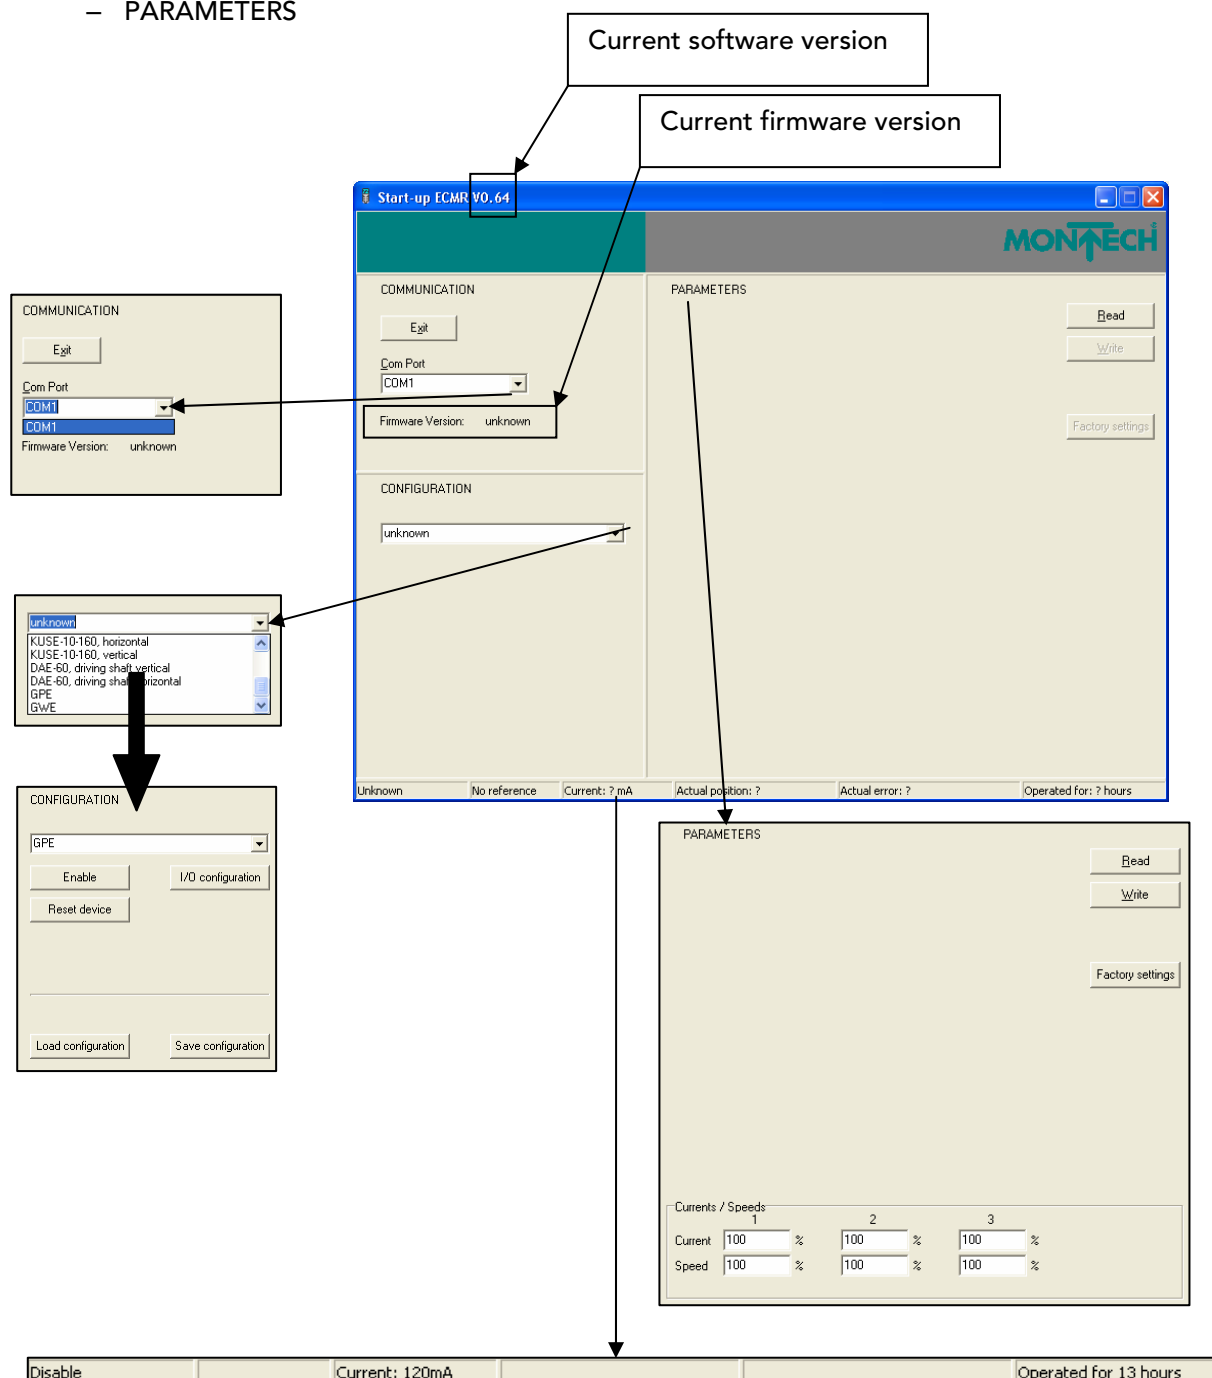 – PARAMETERS
Current software version
Current firmware version
Start-up ECMR V0.64
MONTECH
COMMUNICATION
Exit
Com Port
COM1
Firmware Version: unknown
PARAMETERS
Read
Write
Factory settings
CONFIGURATION
unknown
Unknown No reference Current: ? mA Actual position: ? Actual error: ? Operated for: ? hours
COMMUNICATION
Exit
Com Port
COM1
COM1
Firmware Version: unknown
unknown
KUSE-10-160, horizontal
KUSE-10-160, vertical
DAE-60, driving shaft vertical
DAE-60, driving shaft horizontal
GPE
GWE
CONFIGURATION
GPE
Enable I/O configuration
Reset device
Load configuration Save configuration
PARAMETERS
Read
Write
Factory settings
Currents / Speeds
1 2 3
Current 100 % 100 % 100 %
Speed 100 % 100 % 100 %
Disable Current: 120mA Operated for 13 hours